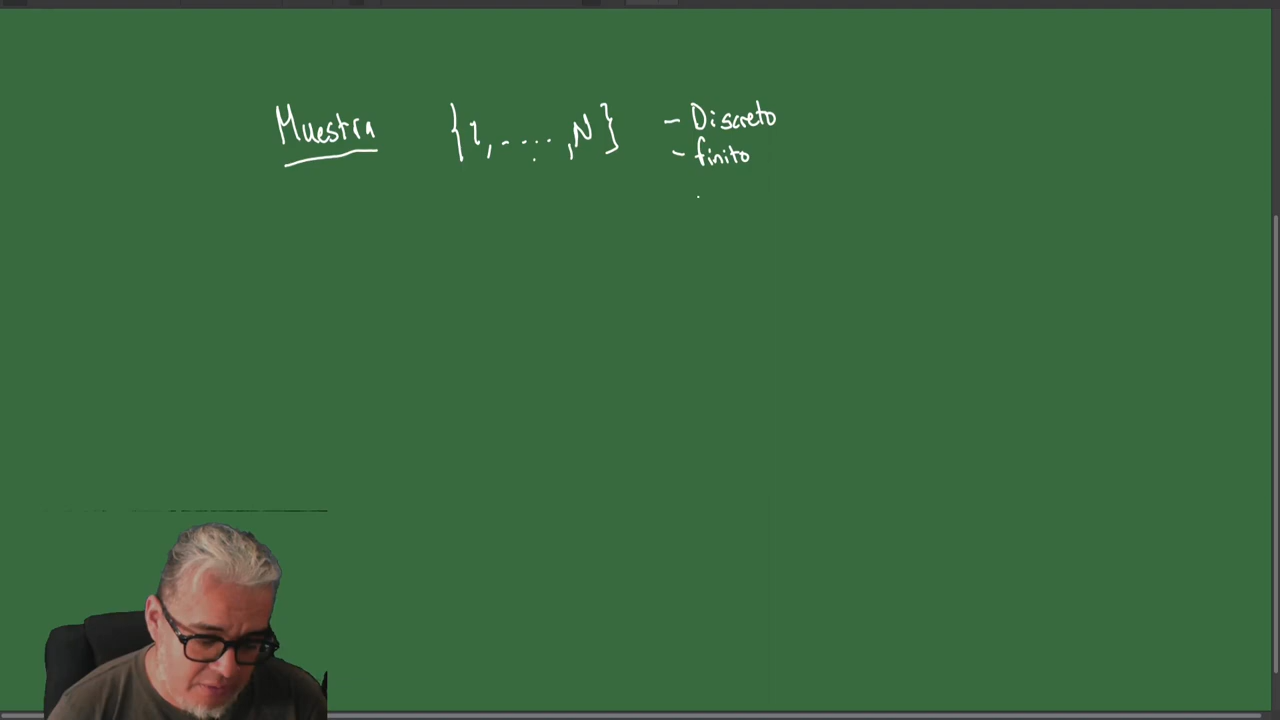 Muestra {1, ....., N} - Discreto
- finito